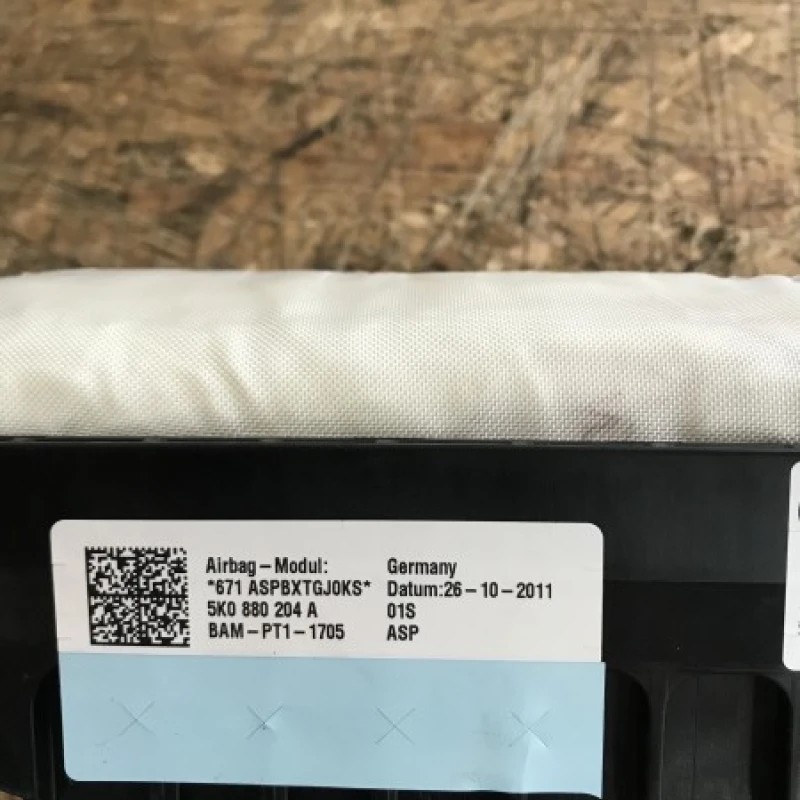 Airbag-Modul: Germany
*671 ASPBXTGJ0KS* Datum:26-10-2011
5K0 880 204 A 01S
BAM-PT1-1705 ASP